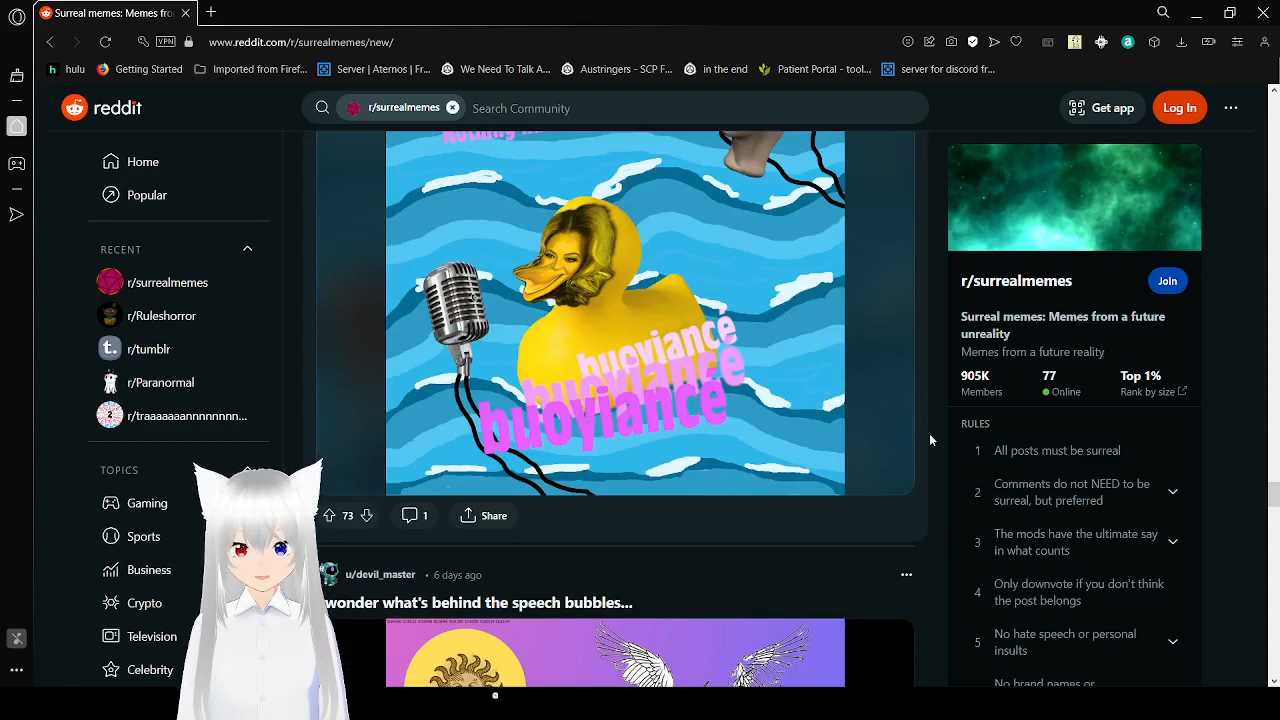 Surreal memes: Memes fro
VPN
www.reddit.com/r/surrealmemes/new/
hulu
Getting Started
Imported from Firef...
Server | Aternos | Fr...
We Need To Talk A...
Austringers - SCP F...
in the end
Patient Portal - tool...
server for discord fr...
reddit
r/surrealmemes
Search Community
Get app
Log In
Home
Popular
RECENT
r/surrealmemes
r/Ruleshorror
r/tumblr
r/Paranormal
r/traaaaaaannnnnnnn...
TOPICS
Gaming
Sports
Business
Crypto
Television
Celebrity
Nothing
buoyiancé
buoyiancé
buoyiancé
73
1
Share
u/devil_master • 6 days ago
wonder what's behind the speech bubbles...
r/surrealmemes
Join
Surreal memes: Memes from a future
unreality
Memes from a future reality
905K
77
Top 1%
Members
Online
Rank by size
RULES
1 All posts must be surreal
2 Comments do not NEED to be
surreal, but preferred
3 The mods have the ultimate say
in what counts
4 Only downvote if you don't think
the post belongs
5 No hate speech or personal
insults
No brand names or